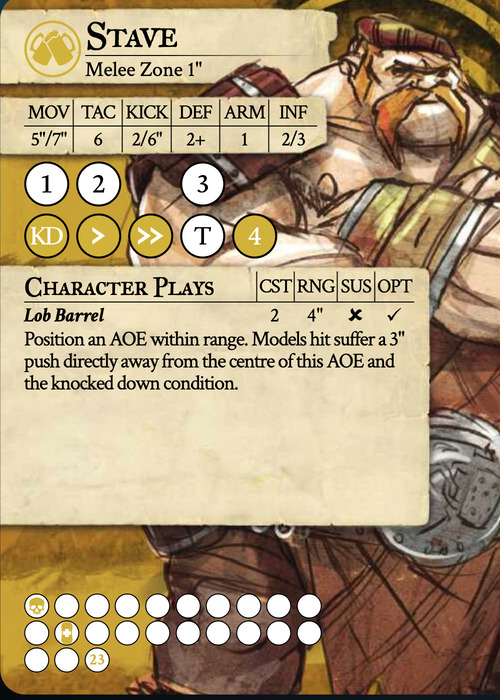 STAVE
Melee Zone 1"
MOV TAC KICK DEF ARM INF
5"/7" 6 2/6" 2+ 1 2/3
1 2 3
KD > >> T 4
CHARACTER PLAYS CST RNG SUS OPT
Lob Barrel 2 4" ✘ ✓
Position an AOE within range. Models hit suffer a 3"
push directly away from the centre of this AOE and
the knocked down condition.
23